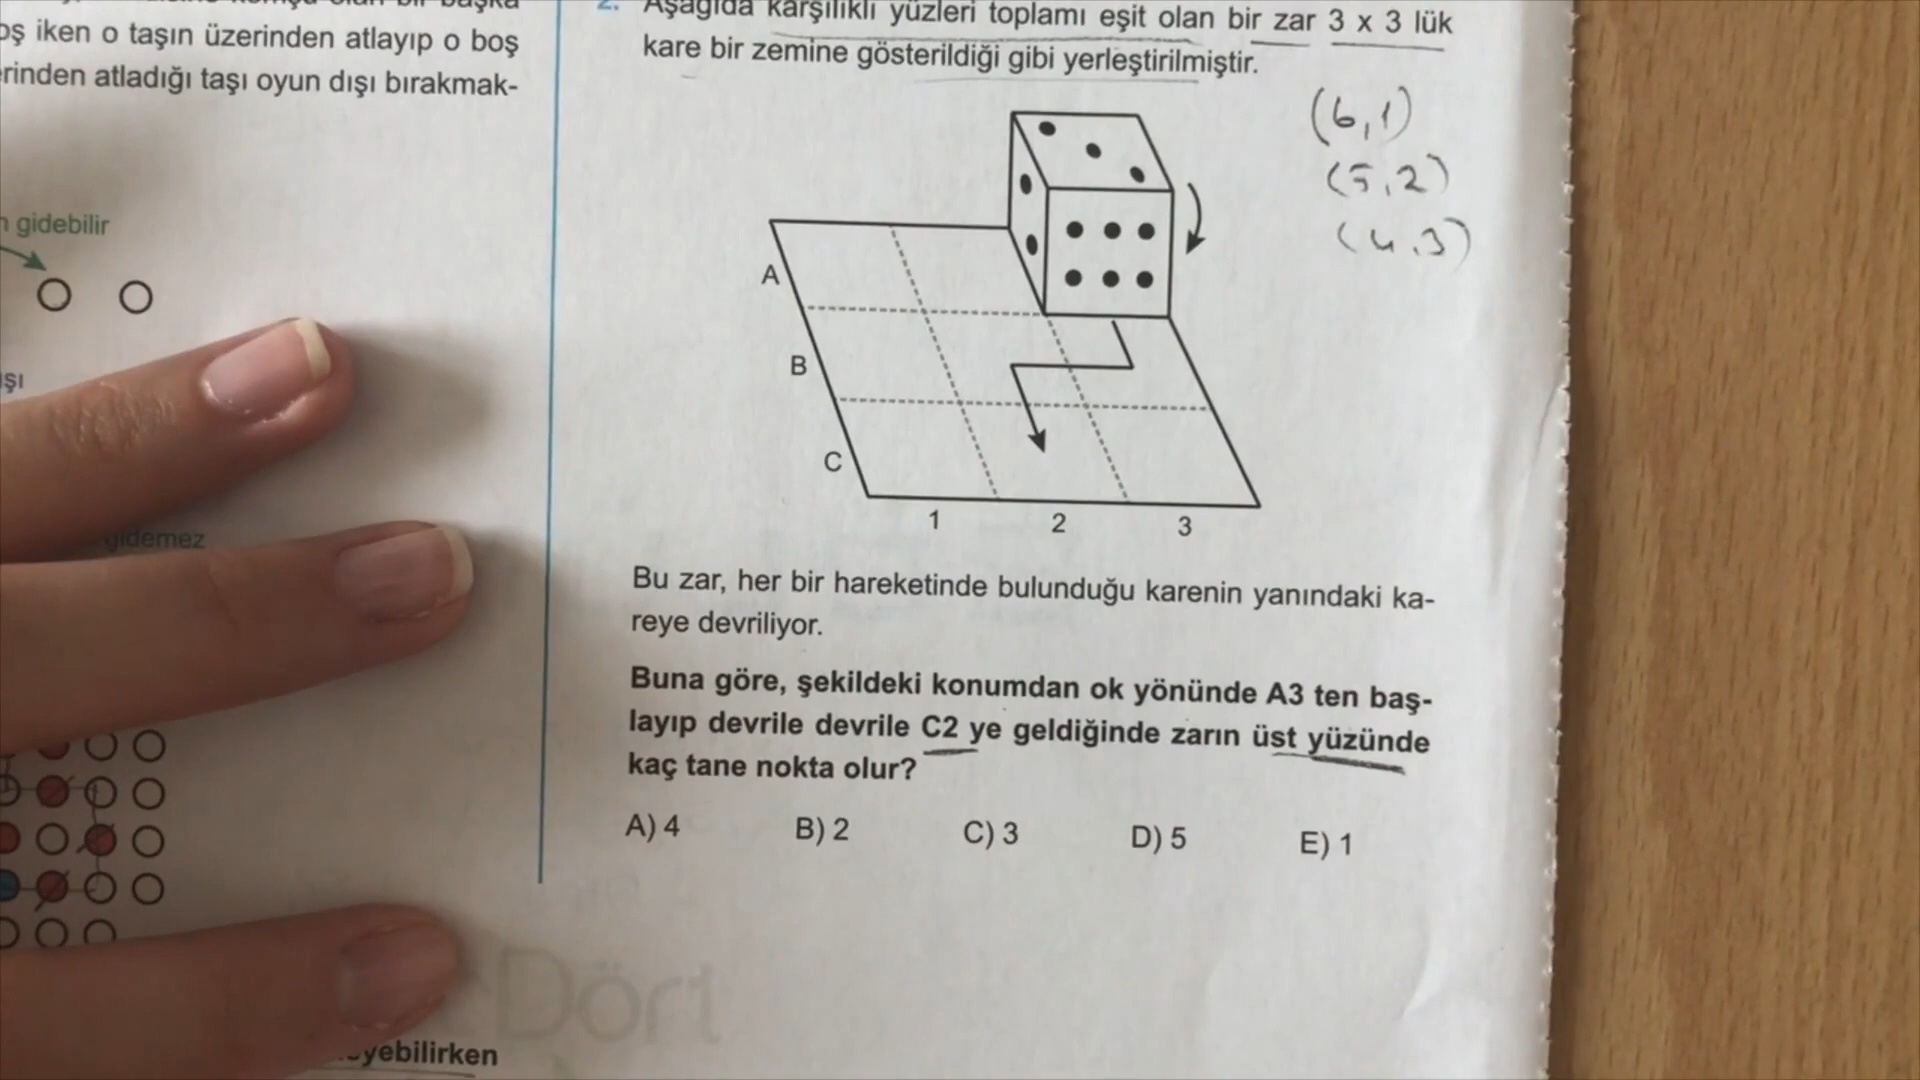 oş iken o taşın üzerinden atlayıp o boş
rinden atladığı taşı oyun dışı bırakmak-
gidebilir
gidemez
yebilirken
2. Aşağıda karşılıklı yüzleri toplamı eşit olan bir zar 3 x 3 lük
kare bir zemine gösterildiği gibi yerleştirilmiştir.
(6,1)
(5,2)
(4,3)
A
B
C
1 2 3
Bu zar, her bir hareketinde bulunduğu karenin yanındaki ka-
reye devriliyor.
Buna göre, şekildeki konumdan ok yönünde A3 ten baş-
layıp devrile devrile C2 ye geldiğinde zarın üst yüzünde
kaç tane nokta olur?
A) 4 B) 2 C) 3 D) 5 E) 1
Dört